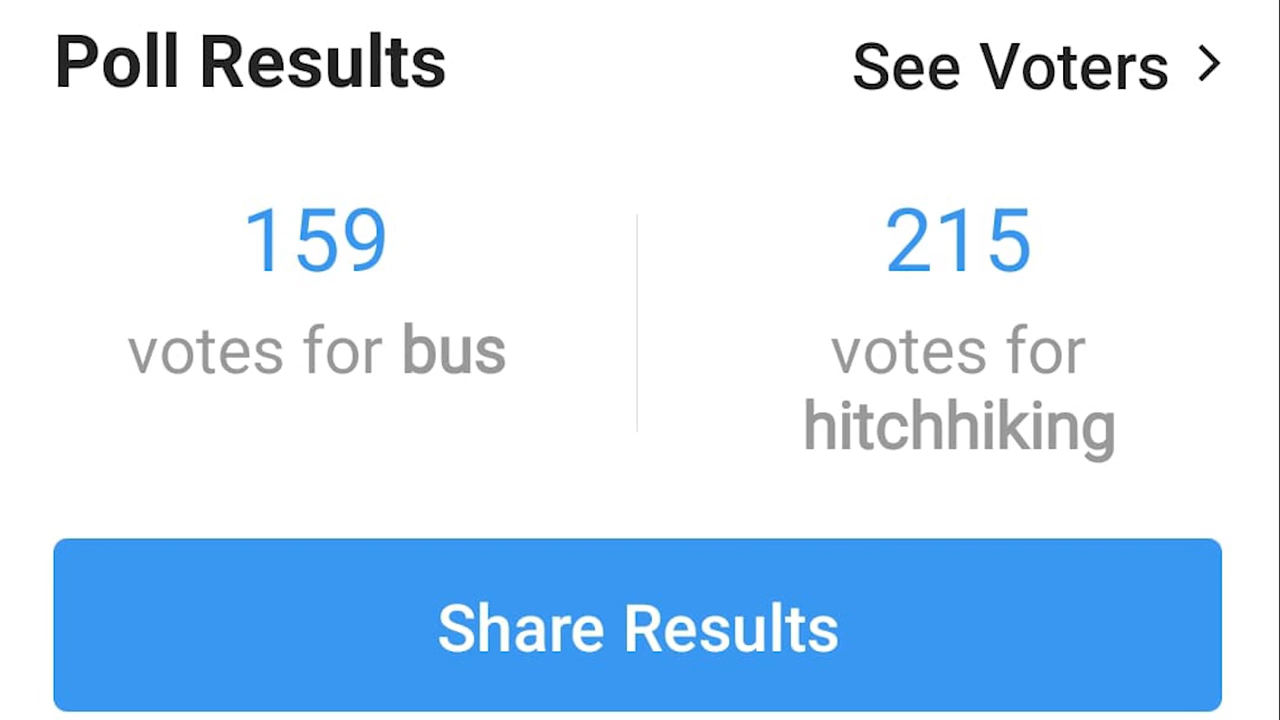 Poll Results
See Voters
159
votes for bus
215
votes for
hitchhiking
Share Results